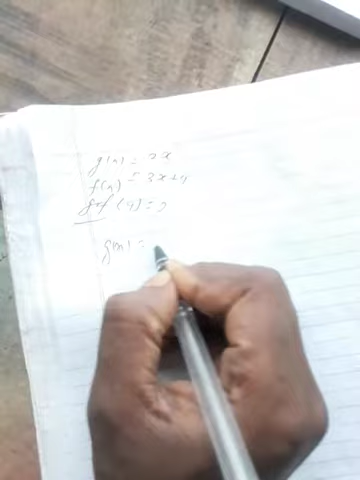 g(x) = 2x
f(x) = 3x+4
(4) = ?
g(x) =